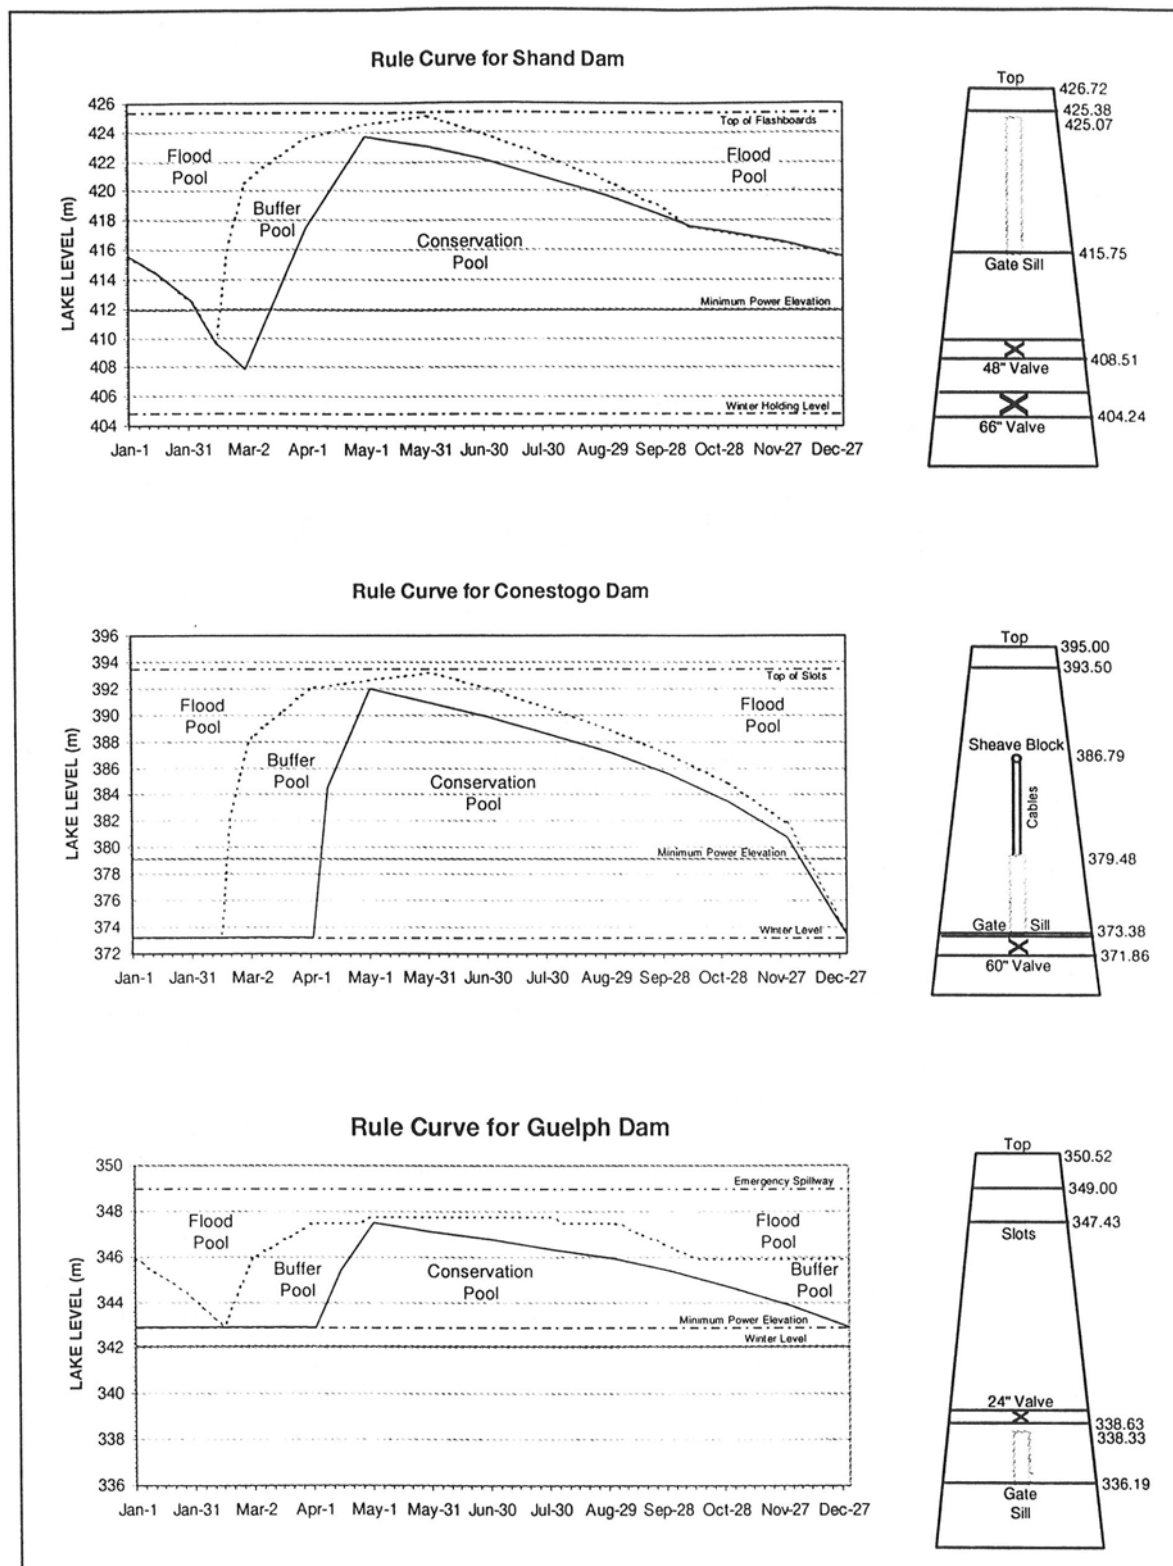 Rule Curve for Shand Dam
426
424
422
420
418
416
414
412
410
408
406
404
LAKE LEVEL (m)
Top of Flashboards
Flood
Pool
Flood
Pool
Buffer
Pool
Conservation
Pool
Minimum Power Elevation
Winter Holding Level
Jan-1 Jan-31 Mar-2 Apr-1 May-1 May-31 Jun-30 Jul-30 Aug-29 Sep-28 Oct-28 Nov-27 Dec-27
Top
426.72
425.38
425.07
415.75
Gate Sill
408.51
48" Valve
404.24
66" Valve
Rule Curve for Conestogo Dam
396
394
392
390
388
386
384
382
380
378
376
374
372
LAKE LEVEL (m)
Top of Slots
Flood
Pool
Flood
Pool
Buffer
Pool
Conservation
Pool
Minimum Power Elevation
Winter Level
Jan-1 Jan-31 Mar-2 Apr-1 May-1 May-31 Jun-30 Jul-30 Aug-29 Sep-28 Oct-28 Nov-27 Dec-27
Top
395.00
393.50
Sheave Block
386.79
Cables
379.48
Gate Sill
373.38
371.86
60" Valve
Rule Curve for Guelph Dam
350
348
346
344
342
340
338
336
LAKE LEVEL (m)
Emergency Spillway
Flood
Pool
Flood
Pool
Buffer
Pool
Conservation
Pool
Buffer
Pool
Minimum Power Elevation
Winter Level
Jan-1 Jan-31 Mar-2 Apr-1 May-1 May-31 Jun-30 Jul-30 Aug-29 Sep-28 Oct-28 Nov-27 Dec-27
Top
350.52
349.00
347.43
Slots
24" Valve
338.63
338.33
336.19
Gate
Sill